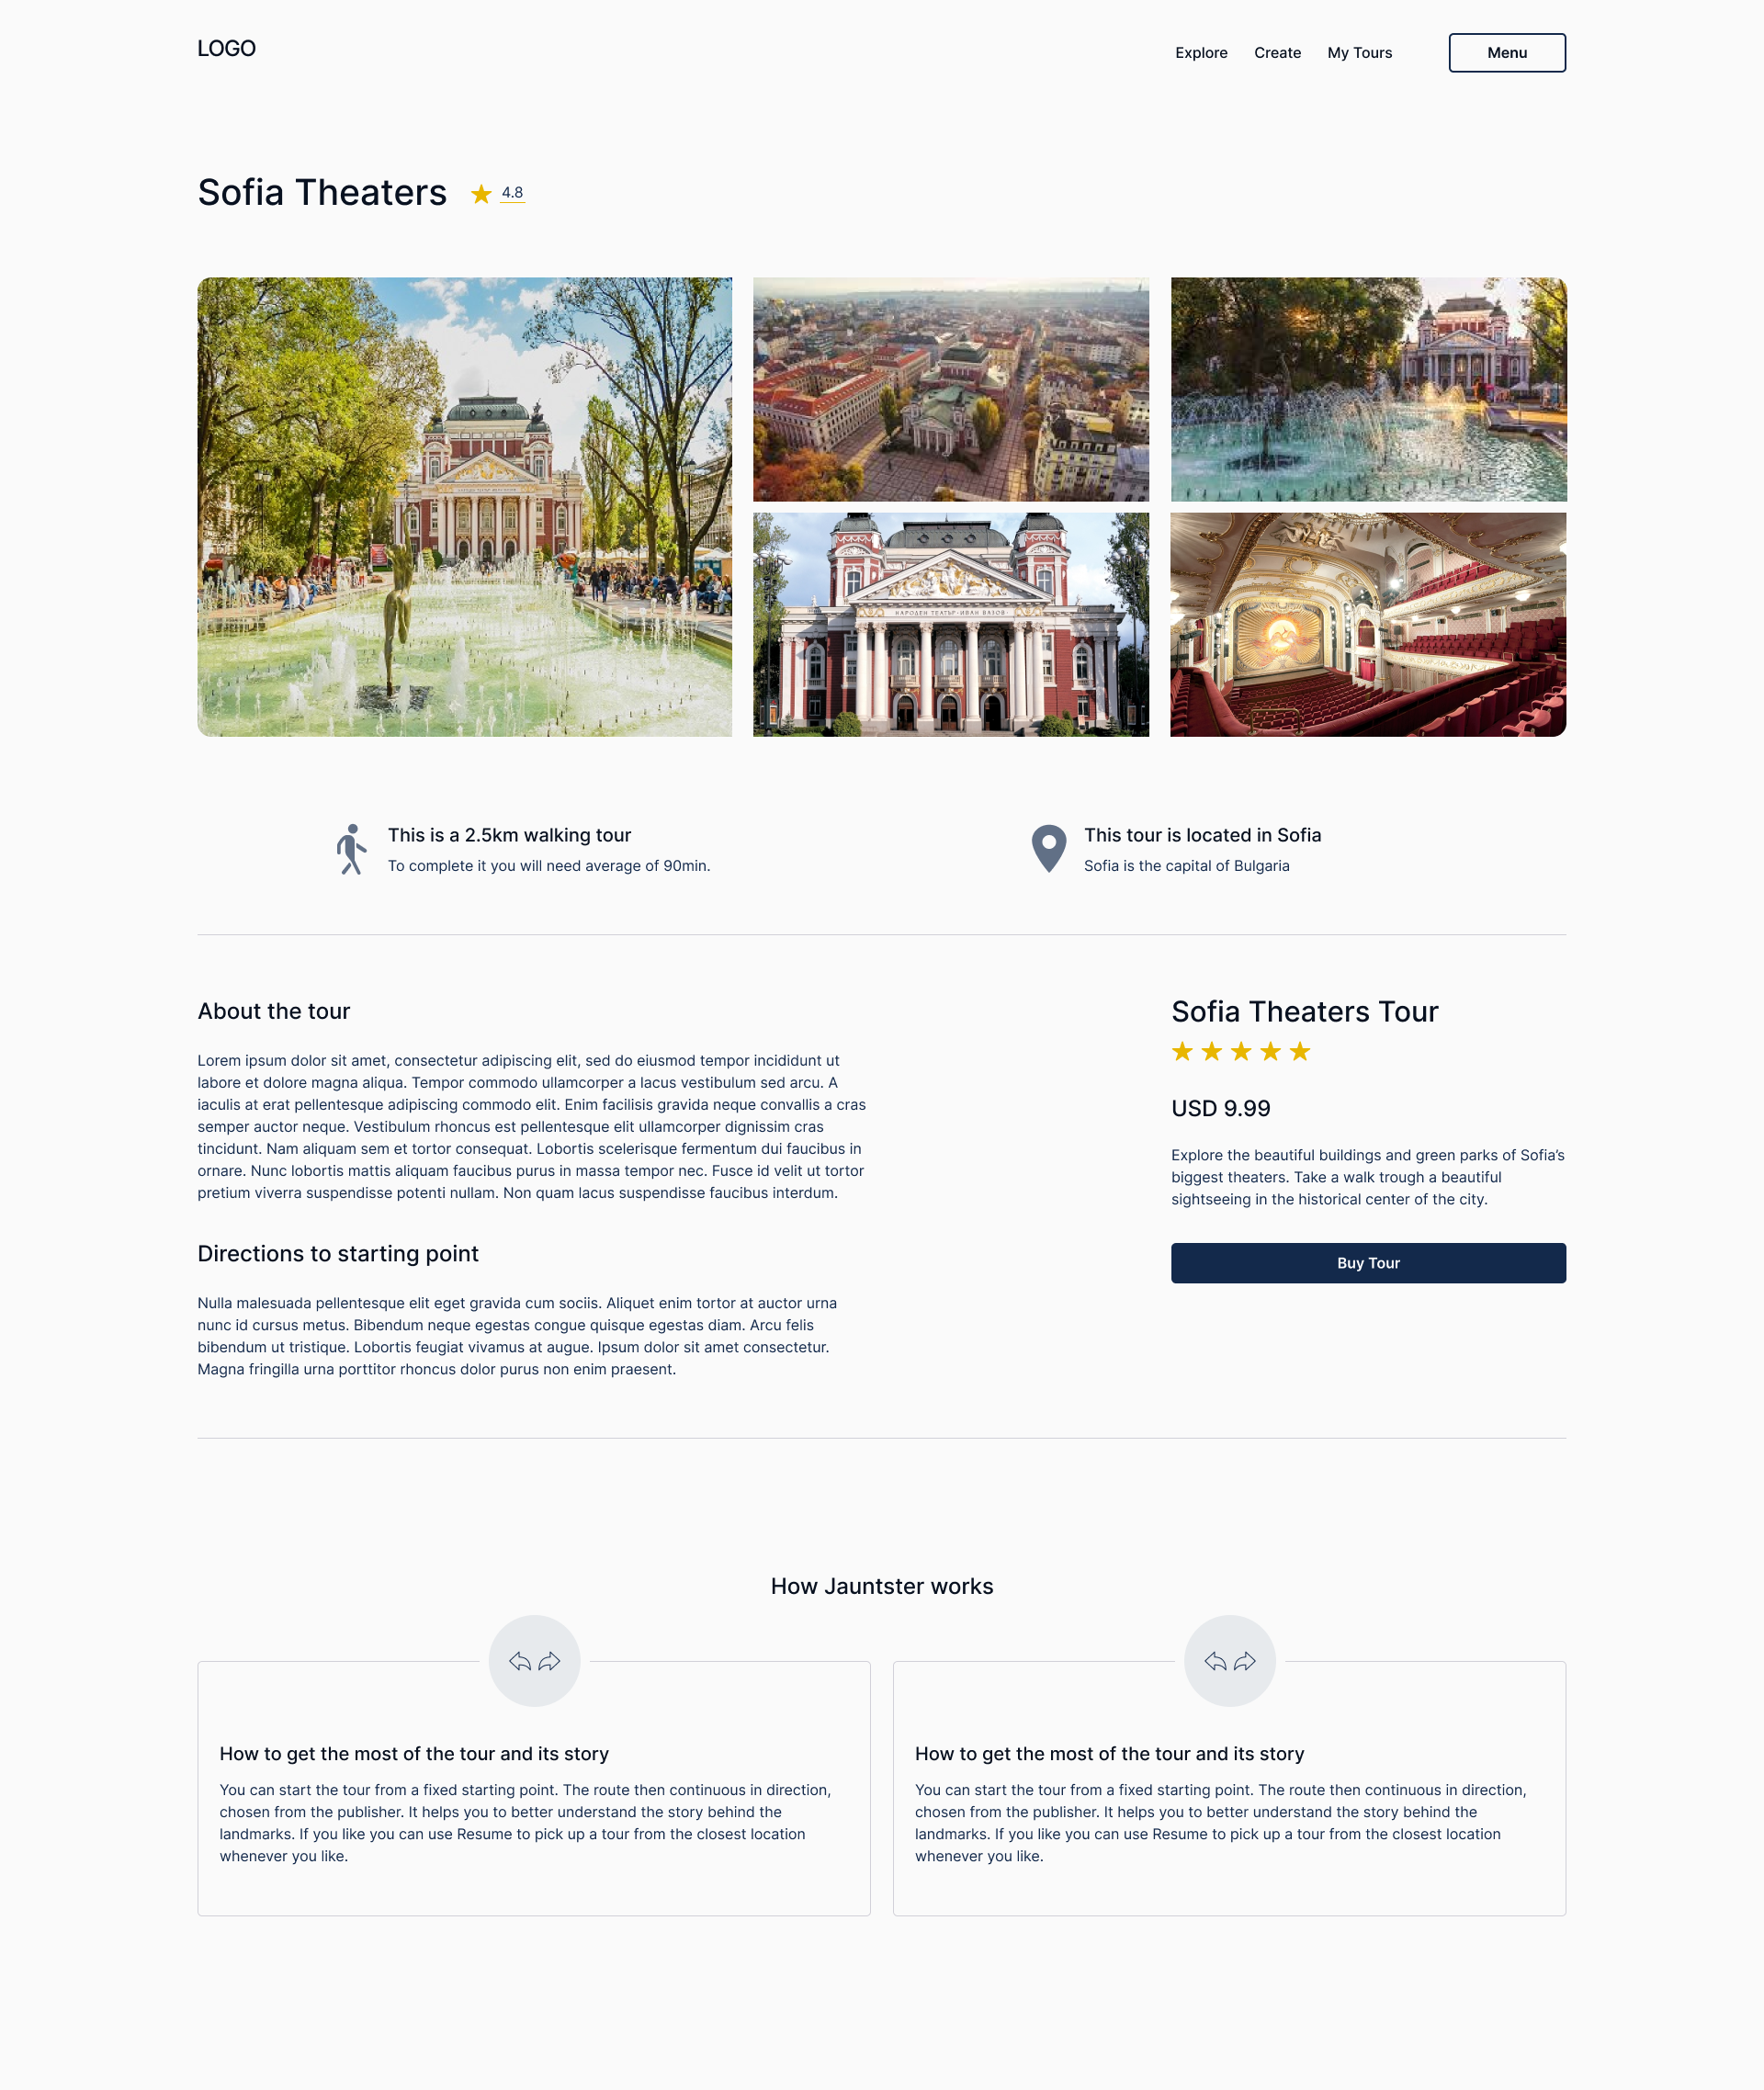 LOGO
Explore
Create
My Tours
Menu
Sofia Theaters
4.8
НАРОДЕН ТЕАТЪР·ИВАН ВАЗОВ·
This is a 2.5km walking tour
To complete it you will need average of 90min.
This tour is located in Sofia
Sofia is the capital of Bulgaria
About the tour
Lorem ipsum dolor sit amet, consectetur adipiscing elit, sed do eiusmod tempor incididunt ut
labore et dolore magna aliqua. Tempor commodo ullamcorper a lacus vestibulum sed arcu. A
iaculis at erat pellentesque adipiscing commodo elit. Enim facilisis gravida neque convallis a cras
semper auctor neque. Vestibulum rhoncus est pellentesque elit ullamcorper dignissim cras
tincidunt. Nam aliquam sem et tortor consequat. Lobortis scelerisque fermentum dui faucibus in
ornare. Nunc lobortis mattis aliquam faucibus purus in massa tempor nec. Fusce id velit ut tortor
pretium viverra suspendisse potenti nullam. Non quam lacus suspendisse faucibus interdum.
Directions to starting point
Nulla malesuada pellentesque elit eget gravida cum sociis. Aliquet enim tortor at auctor urna
nunc id cursus metus. Bibendum neque egestas congue quisque egestas diam. Arcu felis
bibendum ut tristique. Lobortis feugiat vivamus at augue. Ipsum dolor sit amet consectetur.
Magna fringilla urna porttitor rhoncus dolor purus non enim praesent.
Sofia Theaters Tour
USD 9.99
Explore the beautiful buildings and green parks of Sofia’s
biggest theaters. Take a walk trough a beautiful
sightseeing in the historical center of the city.
Buy Tour
How Jauntster works
How to get the most of the tour and its story
You can start the tour from a fixed starting point. The route then continuous in direction,
chosen from the publisher. It helps you to better understand the story behind the
landmarks. If you like you can use Resume to pick up a tour from the closest location
whenever you like.
How to get the most of the tour and its story
You can start the tour from a fixed starting point. The route then continuous in direction,
chosen from the publisher. It helps you to better understand the story behind the
landmarks. If you like you can use Resume to pick up a tour from the closest location
whenever you like.